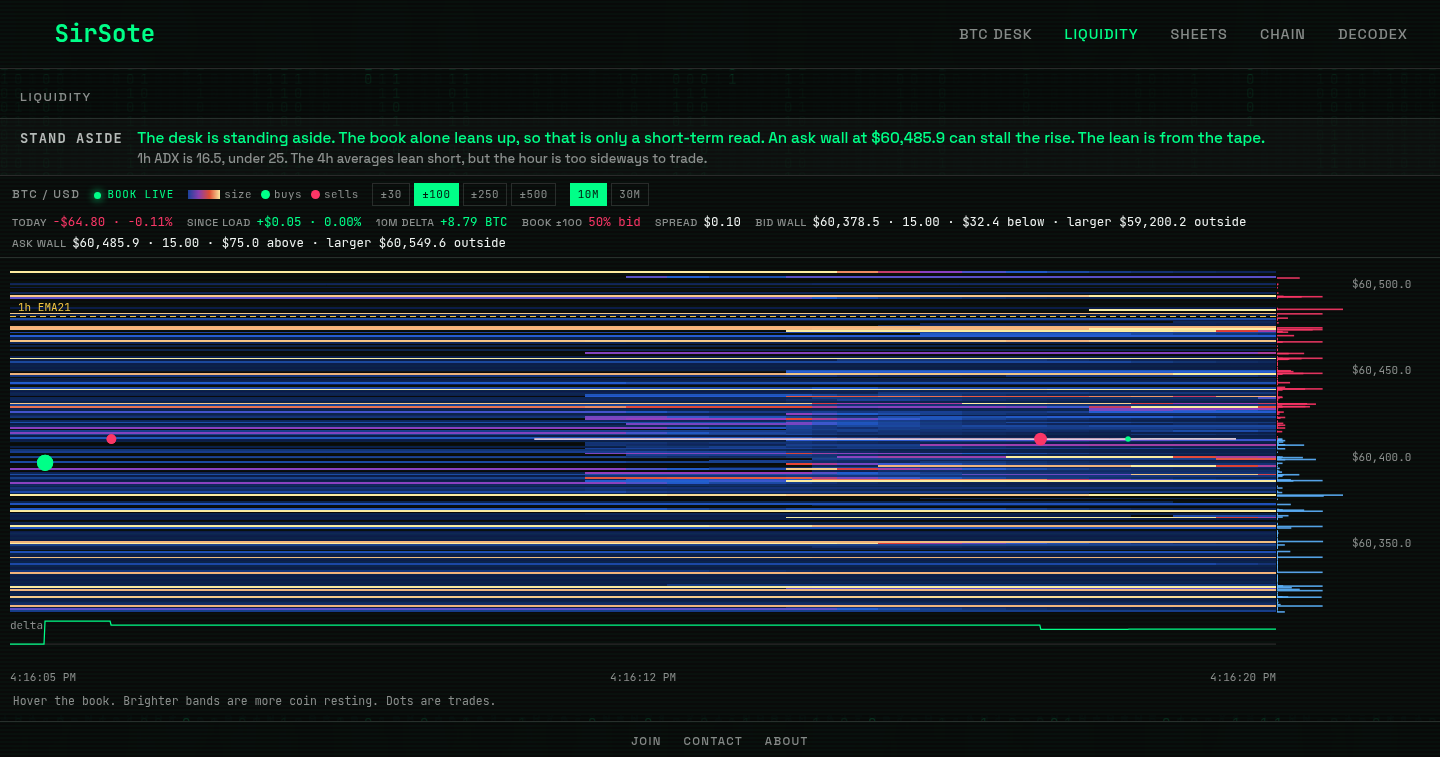 SirSote
BTC DESK LIQUIDITY SHEETS CHAIN DECODEX
LIQUIDITY
STAND ASIDE The desk is standing aside. The book alone leans up, so that is only a short-term read. An ask wall at $60,485.9 can stall the rise. The lean is from the tape.
1h ADX is 16.5, under 25. The 4h averages lean short, but the hour is too sideways to trade.
BTC / USD BOOK LIVE size buys sells ±30 ±100 ±250 ±500 10M 30M
TODAY -$64.80 · -0.11% SINCE LOAD +$0.05 · 0.00% 10M DELTA +8.79 BTC BOOK ±100 50% bid SPREAD $0.10 BID WALL $60,378.5 · 15.00 · $32.4 below · larger $59,200.2 outside
ASK WALL $60,485.9 · 15.00 · $75.0 above · larger $60,549.6 outside
$60,500.0
1h EMA21
$60,450.0
$60,400.0
$60,350.0
delta
4:16:05 PM 4:16:12 PM 4:16:20 PM
Hover the book. Brighter bands are more coin resting. Dots are trades.
JOIN CONTACT ABOUT